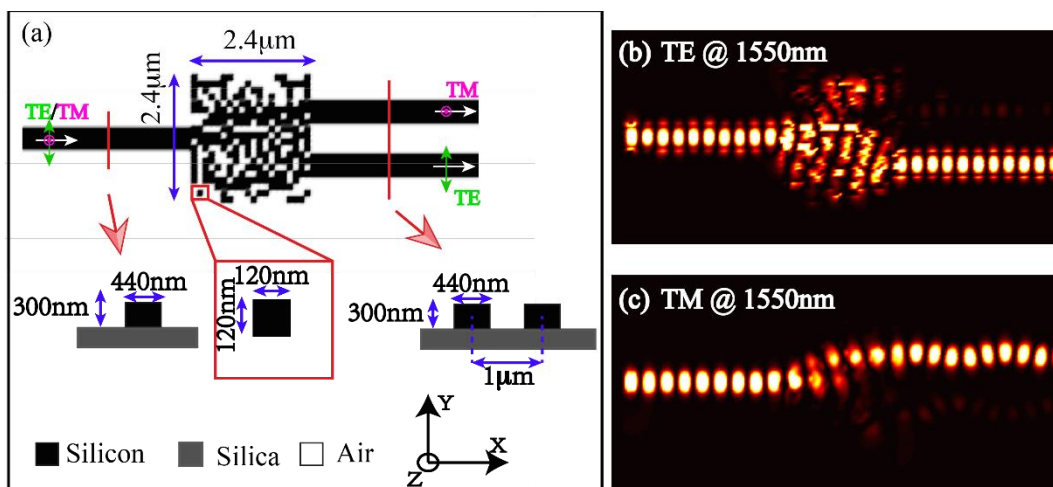 (a)
2.4μm
2.4μm
TE/TM
TM
TE
440nm
300nm
120nm
120nm
440nm
300nm
1μm
Y
X
Z
Silicon
Silica
Air
(b) TE @ 1550nm
(c) TM @ 1550nm